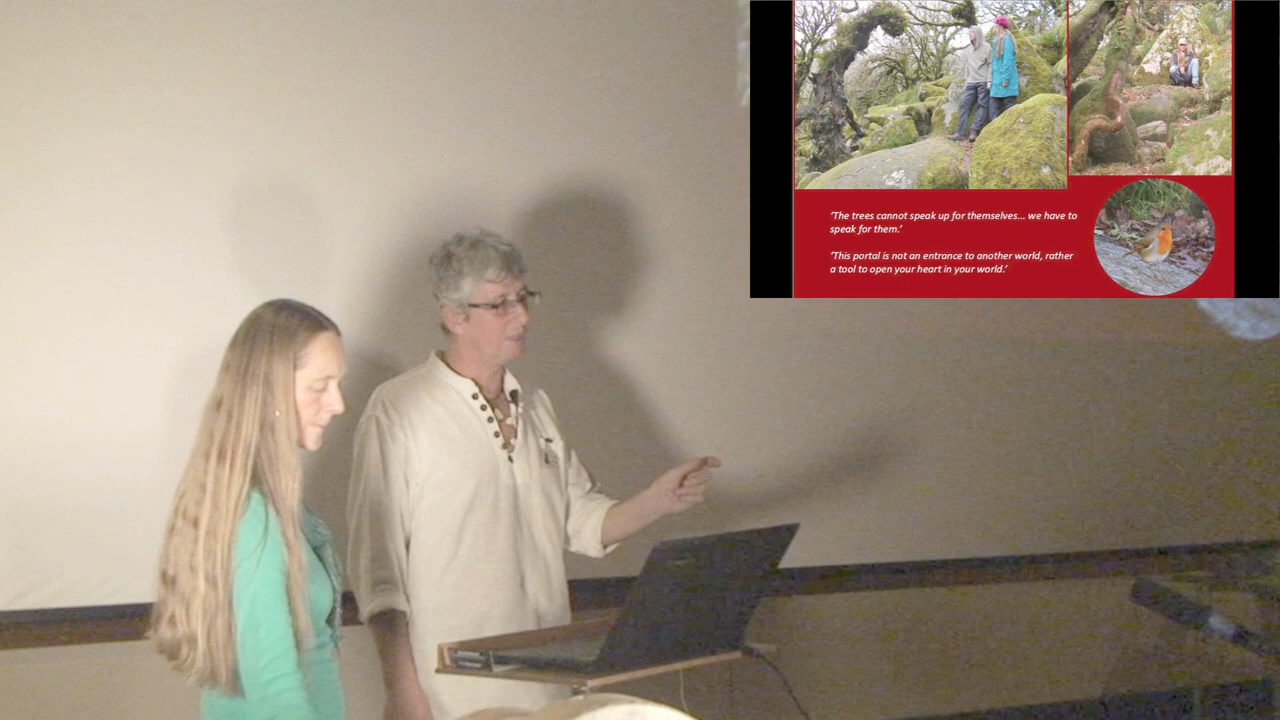 ‘The trees cannot speak up for themselves... we have to
speak for them.’
‘This portal is not an entrance to another world, rather
a tool to open your heart in your world.’